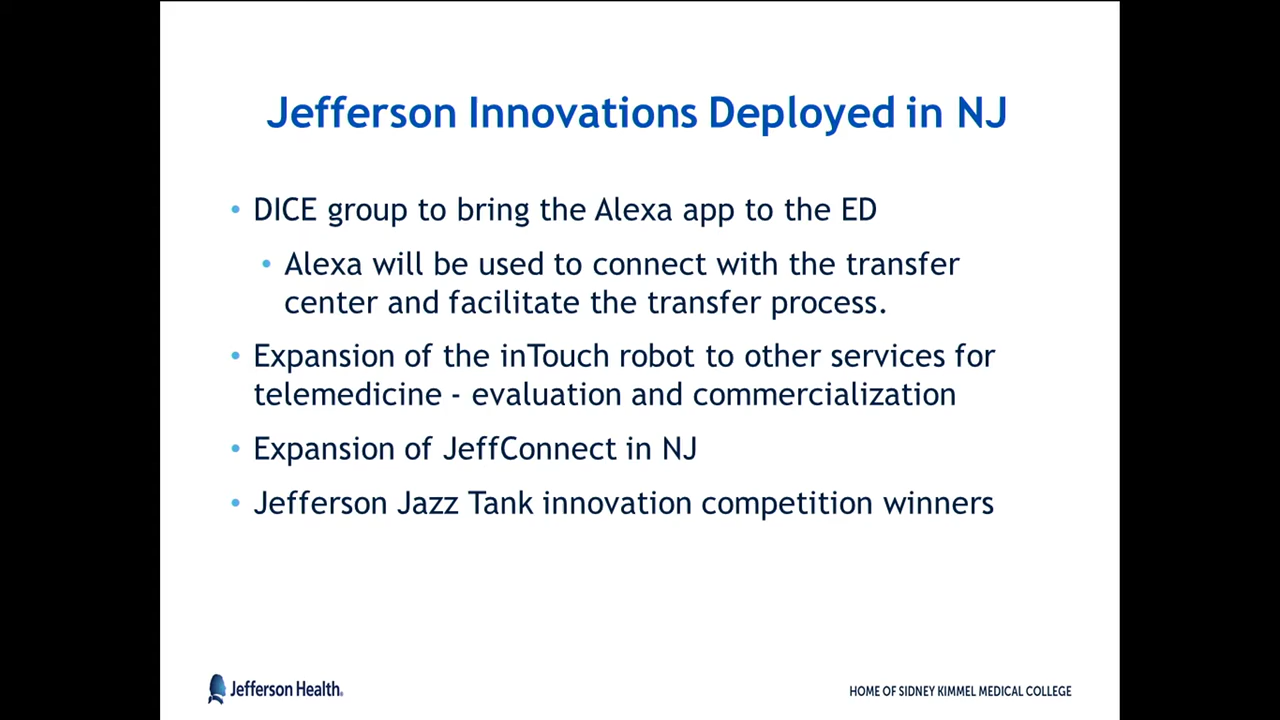 Jefferson Innovations Deployed in NJ
• DICE group to bring the Alexa app to the ED
• Alexa will be used to connect with the transfer
center and facilitate the transfer process.
• Expansion of the inTouch robot to other services for
telemedicine - evaluation and commercialization
• Expansion of JeffConnect in NJ
• Jefferson Jazz Tank innovation competition winners
Jefferson Health®
HOME OF SIDNEY KIMMEL MEDICAL COLLEGE